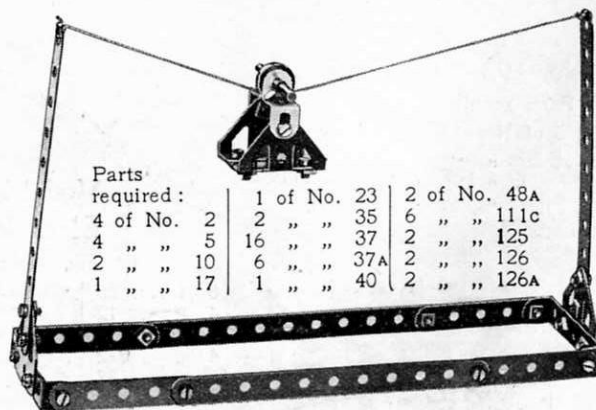 Parts
required :
4 of No. 2
4 „ „ 5
2 „ „ 10
1 „ „ 17
1 of No. 23
2 „ „ 35
16 „ „ 37
6 „ „ 37A
1 „ „ 40
2 of No. 48A
6 „ „ 111C
2 „ „ 125
2 „ „ 126
2 „ „ 126A